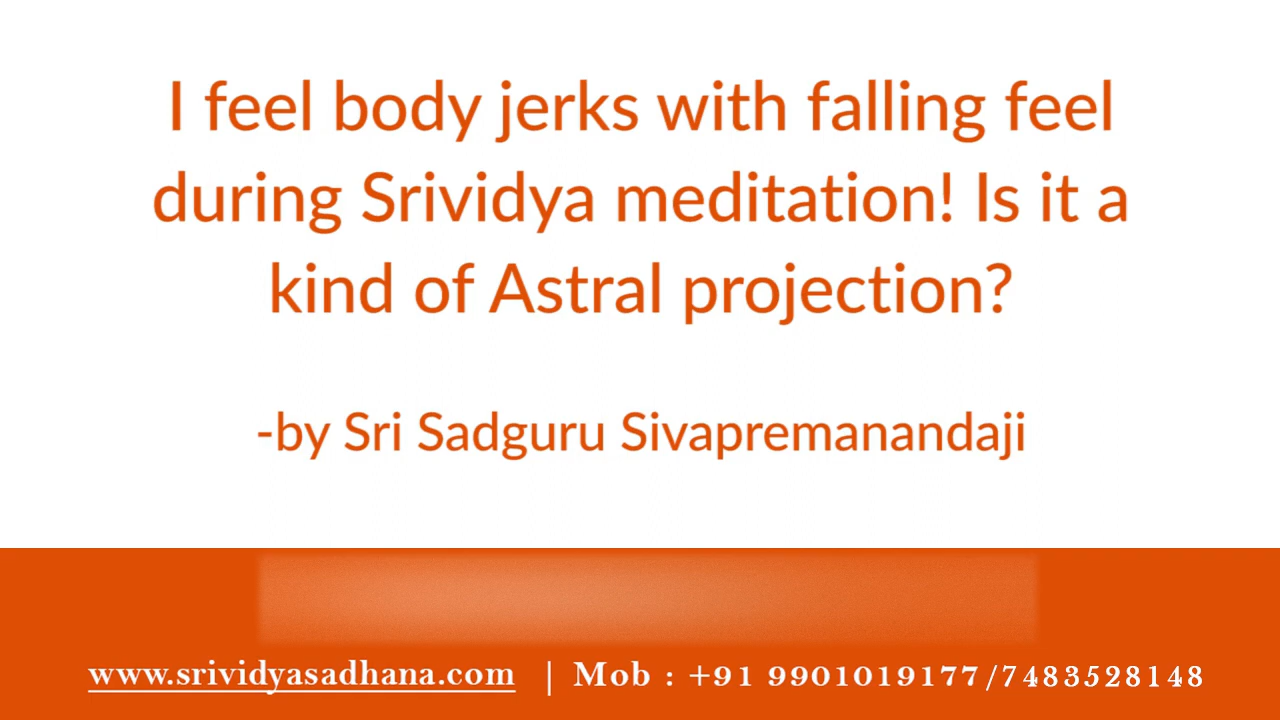 I feel body jerks with falling feel
during Srividya meditation! Is it a
kind of Astral projection?
-by Sri Sadguru Sivapremanandaji
www.srividyasadhana.com | Mob : +91 9901019177/7483528148